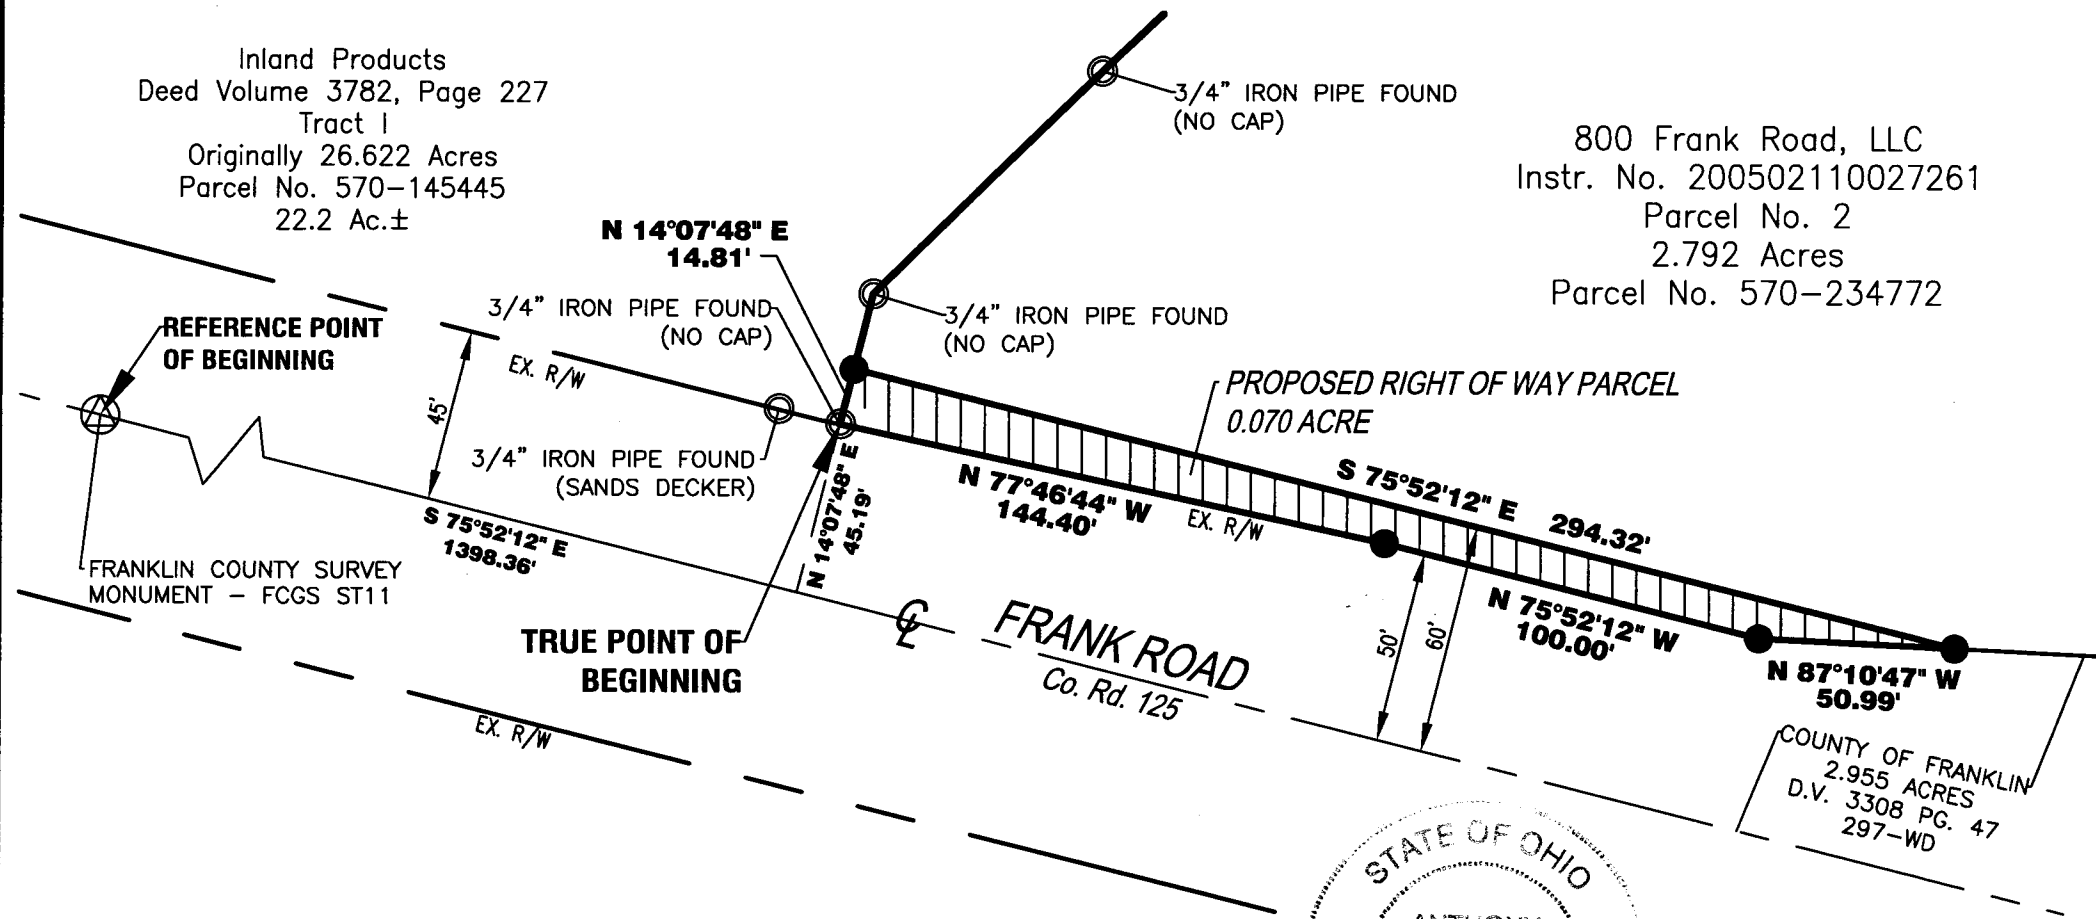 Inland Products
Deed Volume 3782, Page 227
Tract I
Originally 26.622 Acres
Parcel No. 570-145445
22.2 Ac.±
3/4" IRON PIPE FOUND
(NO CAP)
800 Frank Road, LLC
Instr. No. 200502110027261
Parcel No. 2
2.792 Acres
Parcel No. 570-234772
N 14°07'48" E
14.81'
3/4" IRON PIPE FOUND
(NO CAP)
3/4" IRON PIPE FOUND
(NO CAP)
REFERENCE POINT
OF BEGINNING
EX. R/W
45'
PROPOSED RIGHT OF WAY PARCEL
0.070 ACRE
3/4" IRON PIPE FOUND
(SANDS DECKER)
N 14°07'48" E
45.19'
N 77°46'44" W
144.40'
EX. R/W
S 75°52'12" E 294.32'
S 75°52'12" E
1398.36'
FRANKLIN COUNTY SURVEY
MONUMENT - FCGS ST11
TRUE POINT OF
BEGINNING
CL
FRANK ROAD
Co. Rd. 125
50'
60'
N 75°52'12" W
100.00'
N 87°10'47" W
50.99'
EX. R/W
COUNTY OF FRANKLIN
2.955 ACRES
D.V. 3308 PG. 47
297-WD
STATE OF OHIO